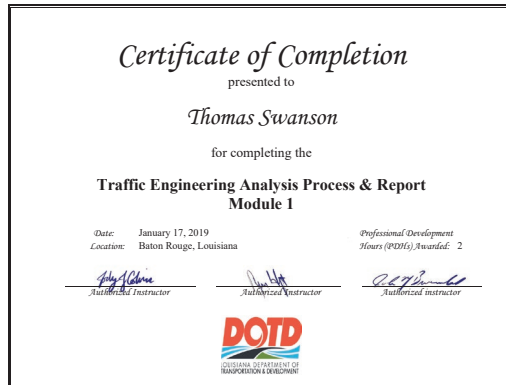 Certificate of Completion
presented to
Thomas Swanson
for completing the
Traffic Engineering Analysis Process & Report
Module 1
Date: January 17, 2019
Location: Baton Rouge, Louisiana
Professional Development
Hours (PDHs) Awarded: 2
Authorized Instructor
Authorized Instructor
Authorized instructor
DOTD
LOUISIANA DEPARTMENT OF
TRANSPORTATION & DEVELOPMENT